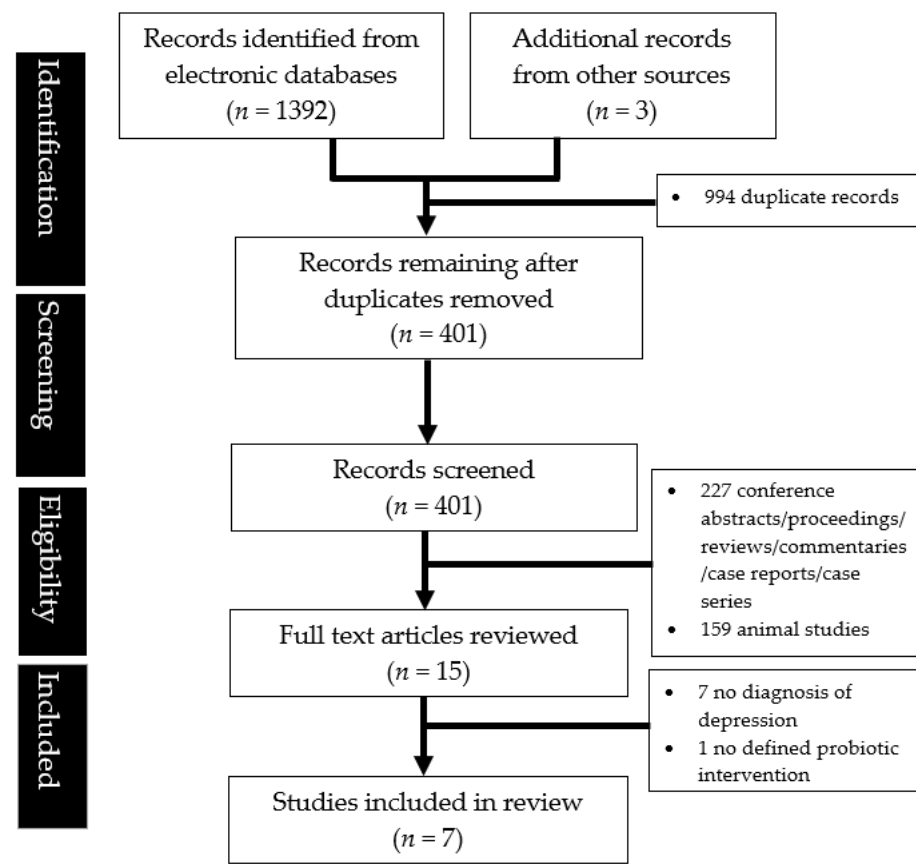 Identification
Records identified from
electronic databases
(n = 1392)
Additional records
from other sources
(n = 3)
• 994 duplicate records
Records remaining after
duplicates removed
(n = 401)
Screening
Records screened
(n = 401)
Eligibility
• 227 conference
abstracts/proceedings/
reviews/commentaries
/case reports/case
series
• 159 animal studies
Full text articles reviewed
(n = 15)
Included
• 7 no diagnosis of
depression
• 1 no defined probiotic
intervention
Studies included in review
(n = 7)